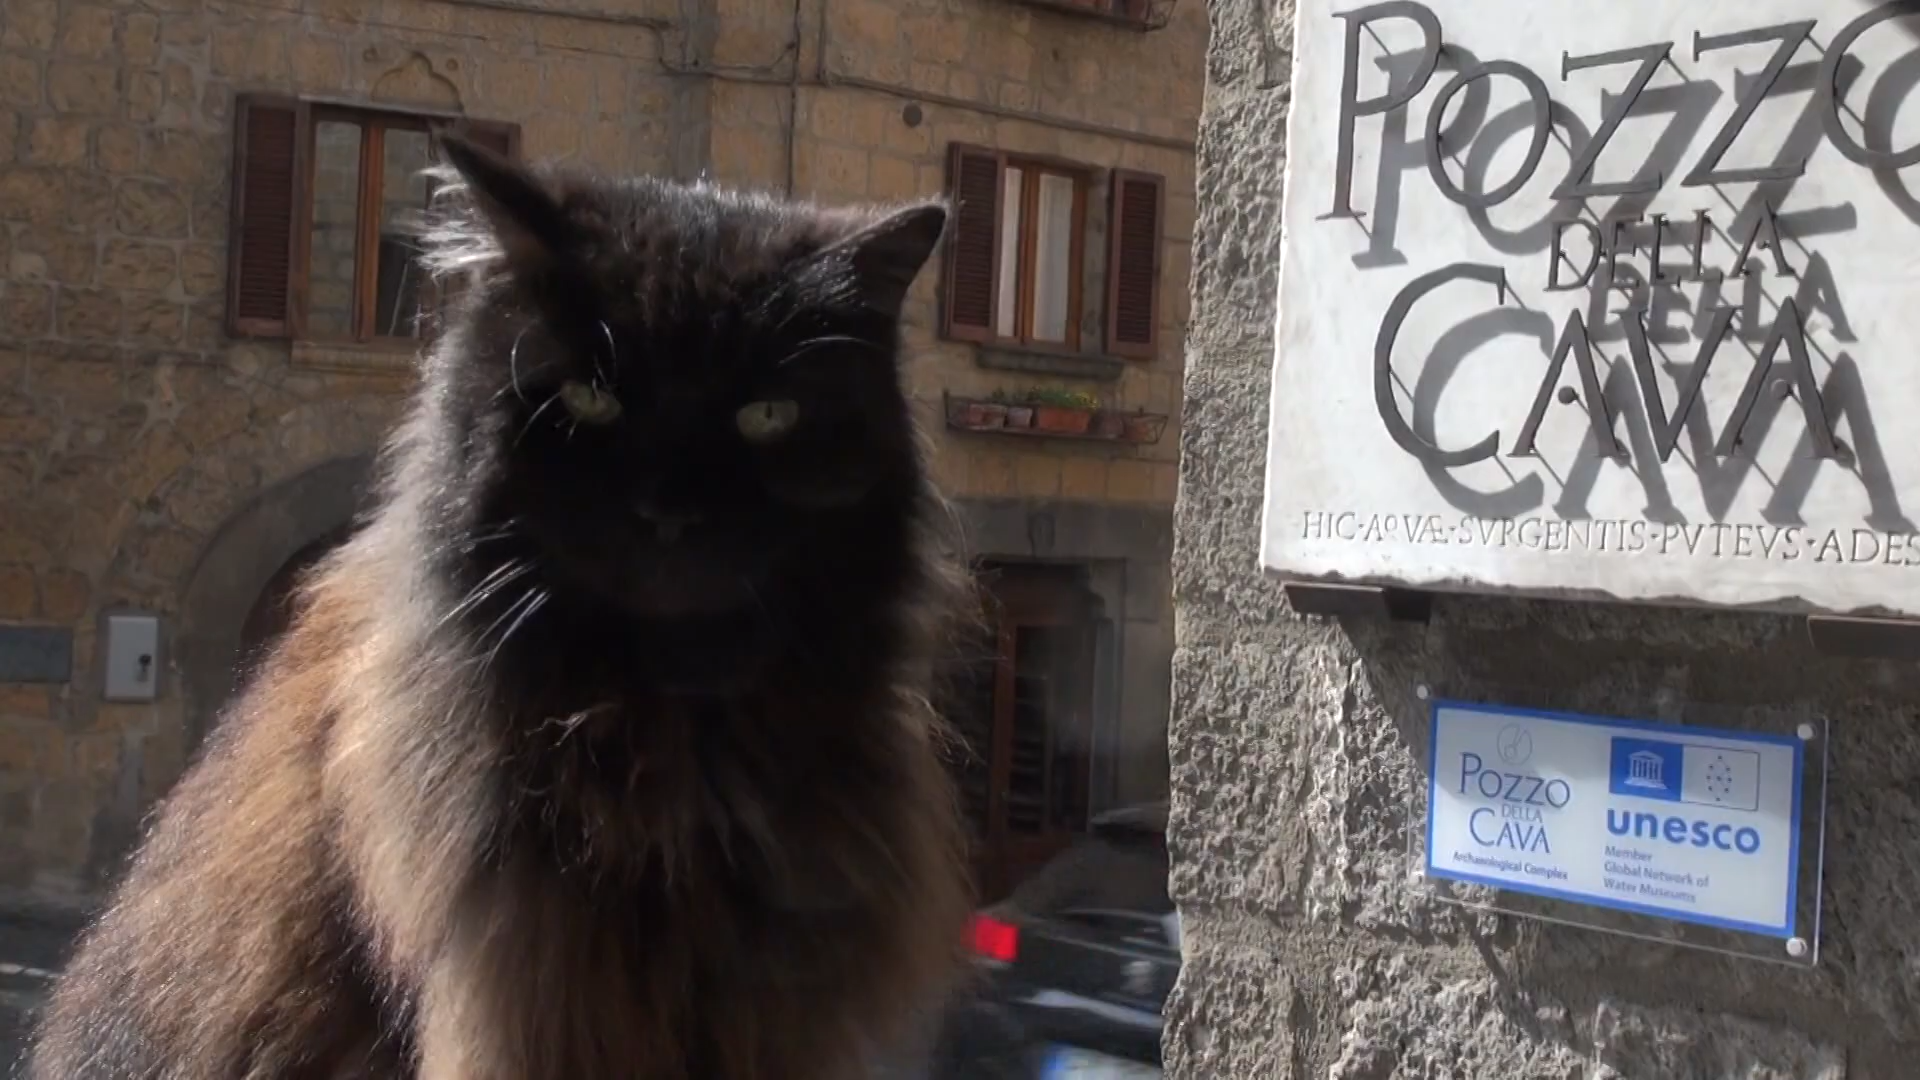 POZZO
DELLA
CAVA
HIC·AQVÆ·SVRGENTIS·PVTEVS·ADES
POZZO
DELLA
CAVA
Archaeological Complex
unesco
Member
Global Network of
Water Museums